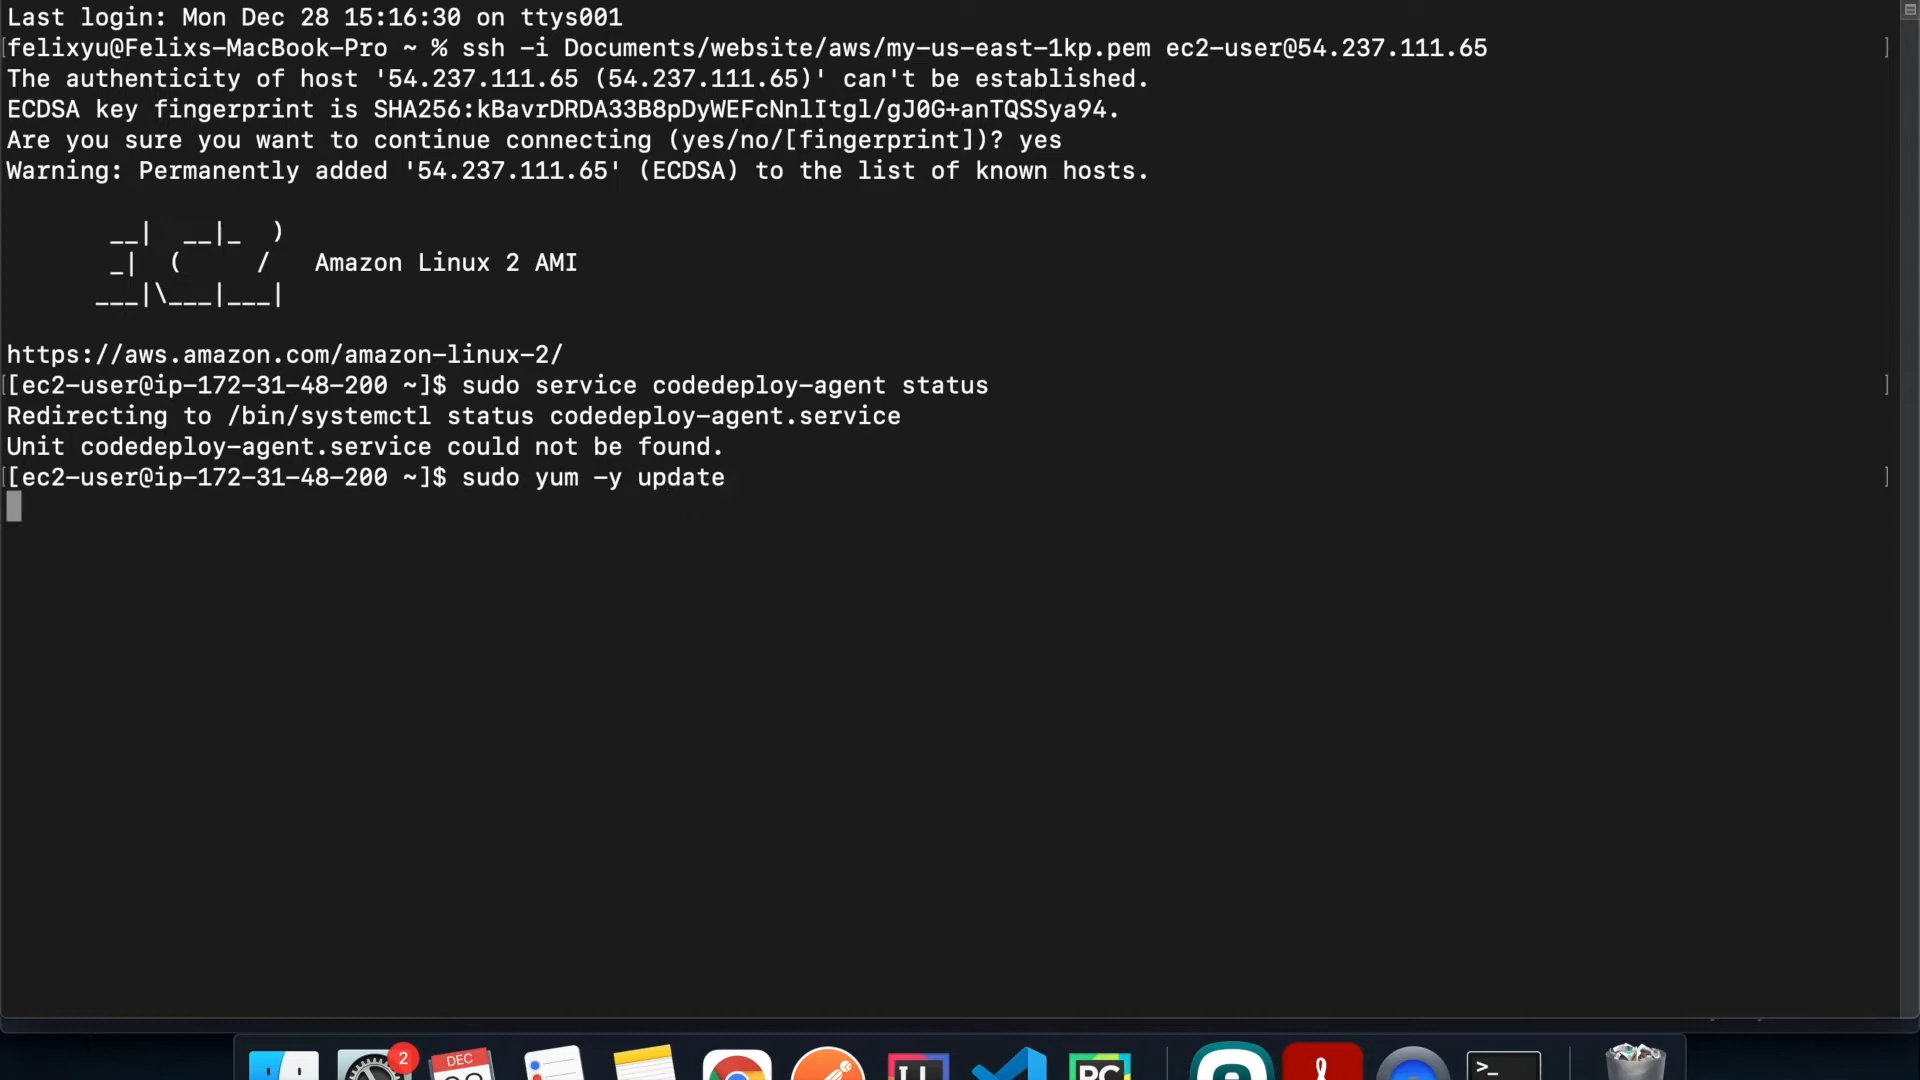 Last login: Mon Dec 28 15:16:30 on ttys001
[felixyu@Felixs-MacBook-Pro ~ % ssh -i Documents/website/aws/my-us-east-1kp.pem ec2-user@54.237.111.65 ]
The authenticity of host '54.237.111.65 (54.237.111.65)' can't be established.
ECDSA key fingerprint is SHA256:kBavrDRDA33B8pDyWEFcNnlItgl/gJ0G+anTQSSya94.
Are you sure you want to continue connecting (yes/no/[fingerprint])? yes
Warning: Permanently added '54.237.111.65' (ECDSA) to the list of known hosts.
       __|  __|_  )
       _|  (     /   Amazon Linux 2 AMI
      ___|\___|___|
https://aws.amazon.com/amazon-linux-2/
[[ec2-user@ip-172-31-48-200 ~]$ sudo service codedeploy-agent status ]
Redirecting to /bin/systemctl status codedeploy-agent.service
Unit codedeploy-agent.service could not be found.
[[ec2-user@ip-172-31-48-200 ~]$ sudo yum -y update ]
2
DEC
PC
>_